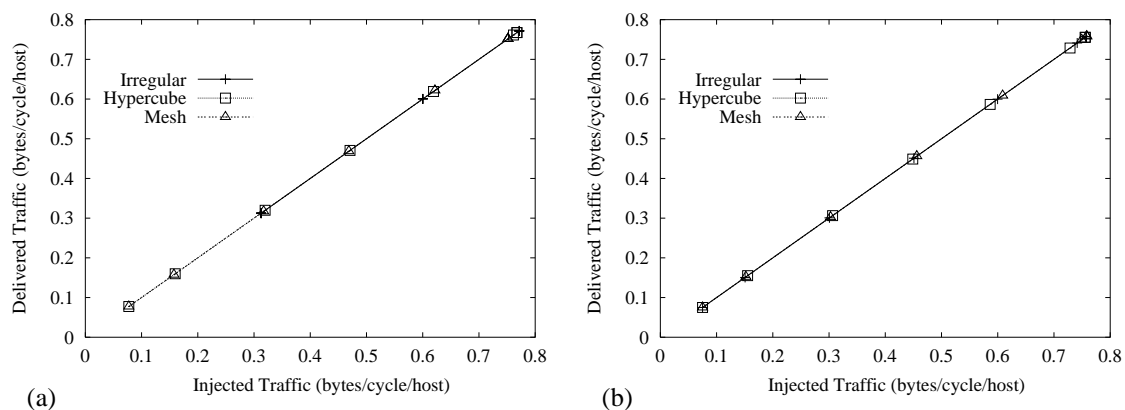 0.8
0.7
0.6
0.5
0.4
0.3
0.2
0.1
0
Delivered Traffic (bytes/cycle/host)
Irregular
Hypercube
Mesh
0 0.1 0.2 0.3 0.4 0.5 0.6 0.7 0.8
Injected Traffic (bytes/cycle/host)
(a)
0.8
0.7
0.6
0.5
0.4
0.3
0.2
0.1
0
Delivered Traffic (bytes/cycle/host)
Irregular
Hypercube
Mesh
0 0.1 0.2 0.3 0.4 0.5 0.6 0.7 0.8
Injected Traffic (bytes/cycle/host)
(b)